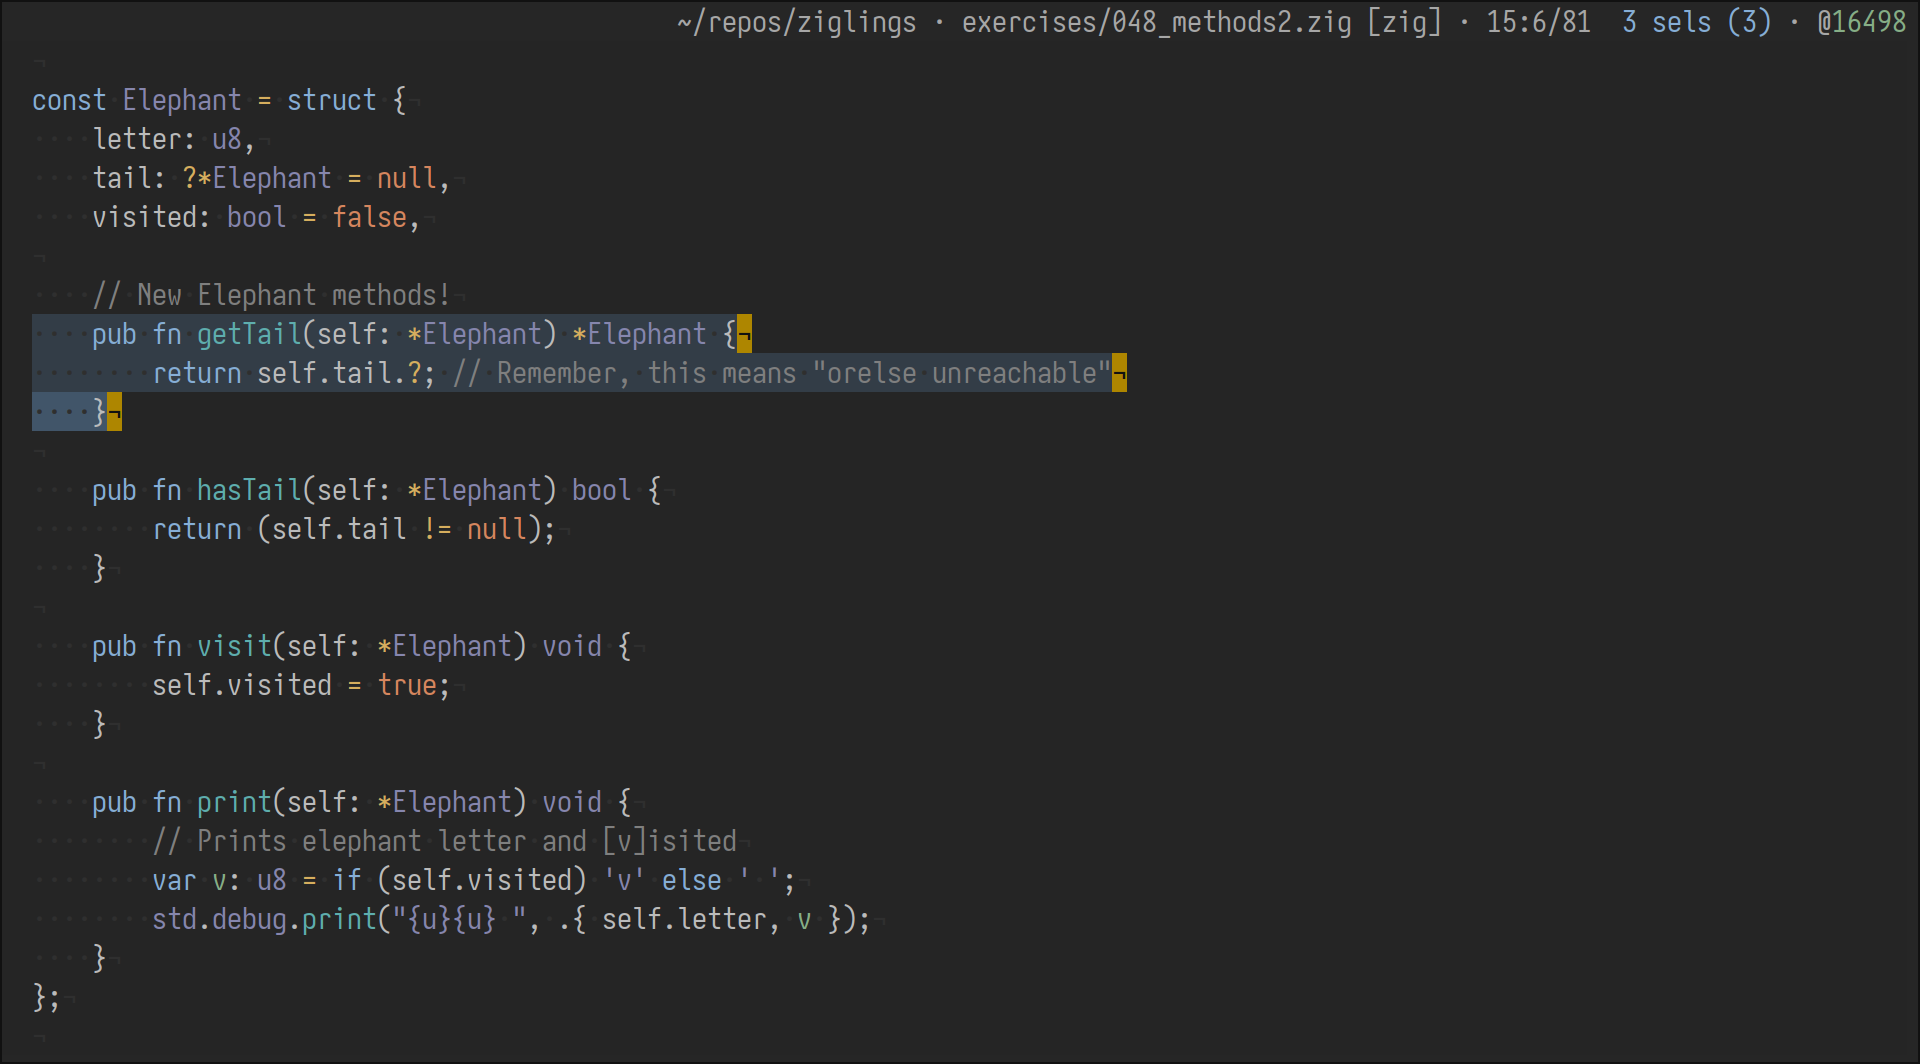 ~/repos/ziglings · exercises/048_methods2.zig [zig] · 15:6/81  3 sels (3) · @16498
const Elephant = struct {
    letter: u8,
    tail: ?*Elephant = null,
    visited: bool = false,
    // New Elephant methods!
    pub fn getTail(self: *Elephant) *Elephant {
        return self.tail.?; // Remember, this means "orelse unreachable"
    }
    pub fn hasTail(self: *Elephant) bool {
        return (self.tail != null);
    }
    pub fn visit(self: *Elephant) void {
        self.visited = true;
    }
    pub fn print(self: *Elephant) void {
        // Prints elephant letter and [v]isited
        var v: u8 = if (self.visited) 'v' else ' ';
        std.debug.print("{u}{u} ", .{ self.letter, v });
    }
};